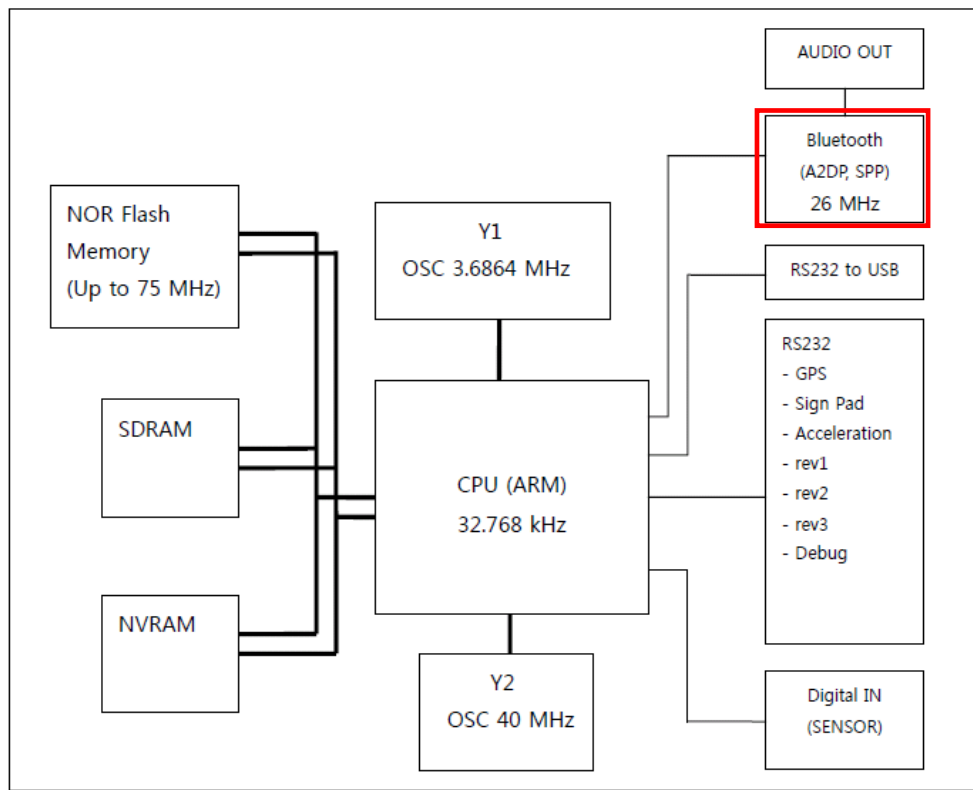 AUDIO OUT
Bluetooth
(A2DP, SPP)
26 MHz
NOR Flash
Memory
(Up to 75 MHz)
Y1
OSC 3.6864 MHz
RS232 to USB
RS232
- GPS
- Sign Pad
- Acceleration
- rev1
- rev2
- rev3
- Debug
SDRAM
CPU (ARM)
32.768 kHz
NVRAM
Y2
OSC 40 MHz
Digital IN
(SENSOR)